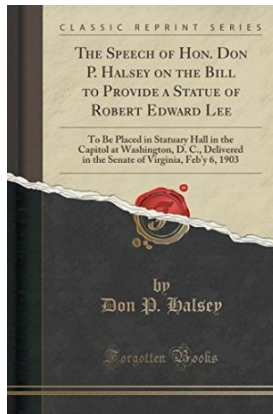 CLASSIC REPRINT SERIES
THE SPEECH OF HON. DON
P. HALSEY ON THE BILL
TO PROVIDE A STATUE OF
ROBERT EDWARD LEE
To Be Placed in Statuary Hall in the
Capitol at Washington, D. C., Delivered
in the Senate of Virginia, Feb'y 6, 1903
by
Don P. Halsey
Forgotten Books